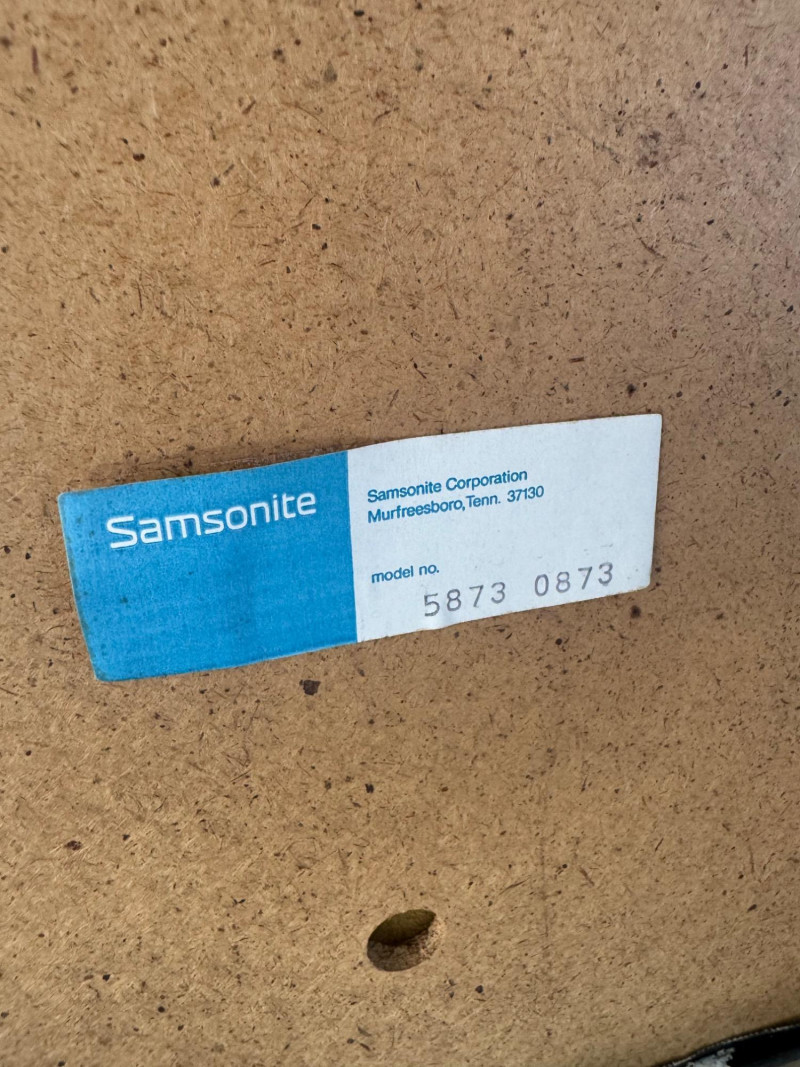 Samsonite
Samsonite Corporation
Murfreesboro, Tenn. 37130
model no.
5873 0873